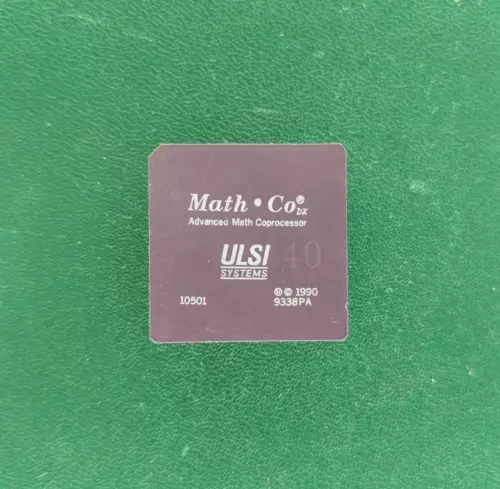 Math • Co® DX
Advanced Math Coprocessor
ULSI 40
SYSTEMS
Ⓜ © 1990
10501 9338PA